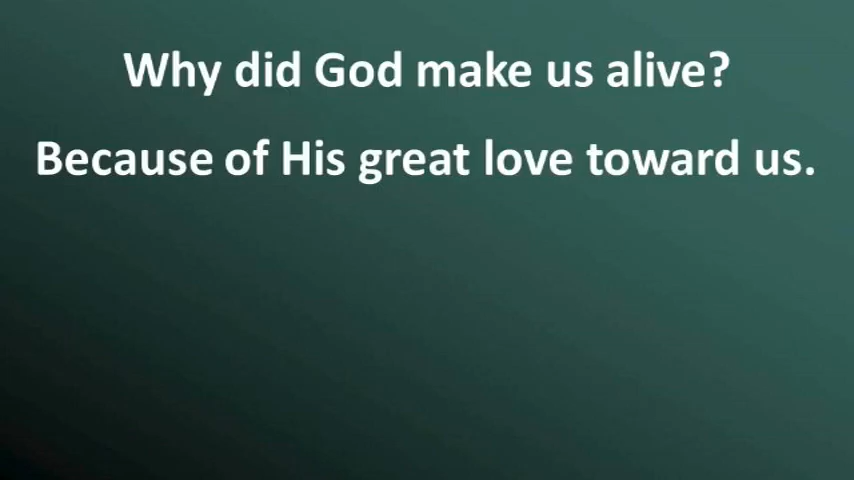 Why did God make us alive?
Because of His great love toward us.